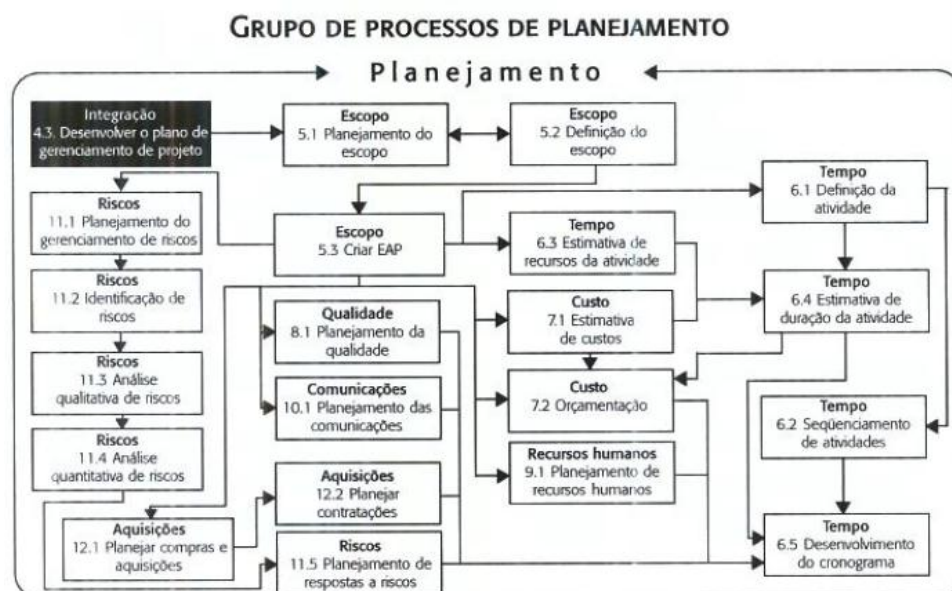 GRUPO DE PROCESSOS DE PLANEJAMENTO
Planejamento
Integração
4.3. Desenvolver o plano de
gerenciamento de projeto
Escopo
5.1 Planejamento do
escopo
Escopo
5.2 Definição do
escopo
Tempo
6.1 Definição da
atividade
Riscos
11.1 Planejamento do
gerenciamento de riscos
Escopo
5.3 Criar EAP
Tempo
6.3 Estimativa de
recursos da atividade
Riscos
11.2 Identificação de
riscos
Qualidade
8.1 Planejamento da
qualidade
Custo
7.1 Estimativa
de custos
Tempo
6.4 Estimativa de
duração da atividade
Riscos
11.3 Análise
qualitativa de riscos
Comunicações
10.1 Planejamento das
comunicações
Custo
7.2 Orçamentação
Tempo
6.2 Seqüenciamento
de atividades
Riscos
11.4 Análise
quantitativa de riscos
Aquisições
12.2 Planejar
contratações
Recursos humanos
9.1 Planejamento de
recursos humanos
Aquisições
12.1 Planejar compras e
aquisições
Riscos
11.5 Planejamento de
respostas a riscos
Tempo
6.5 Desenvolvimento
do cronograma